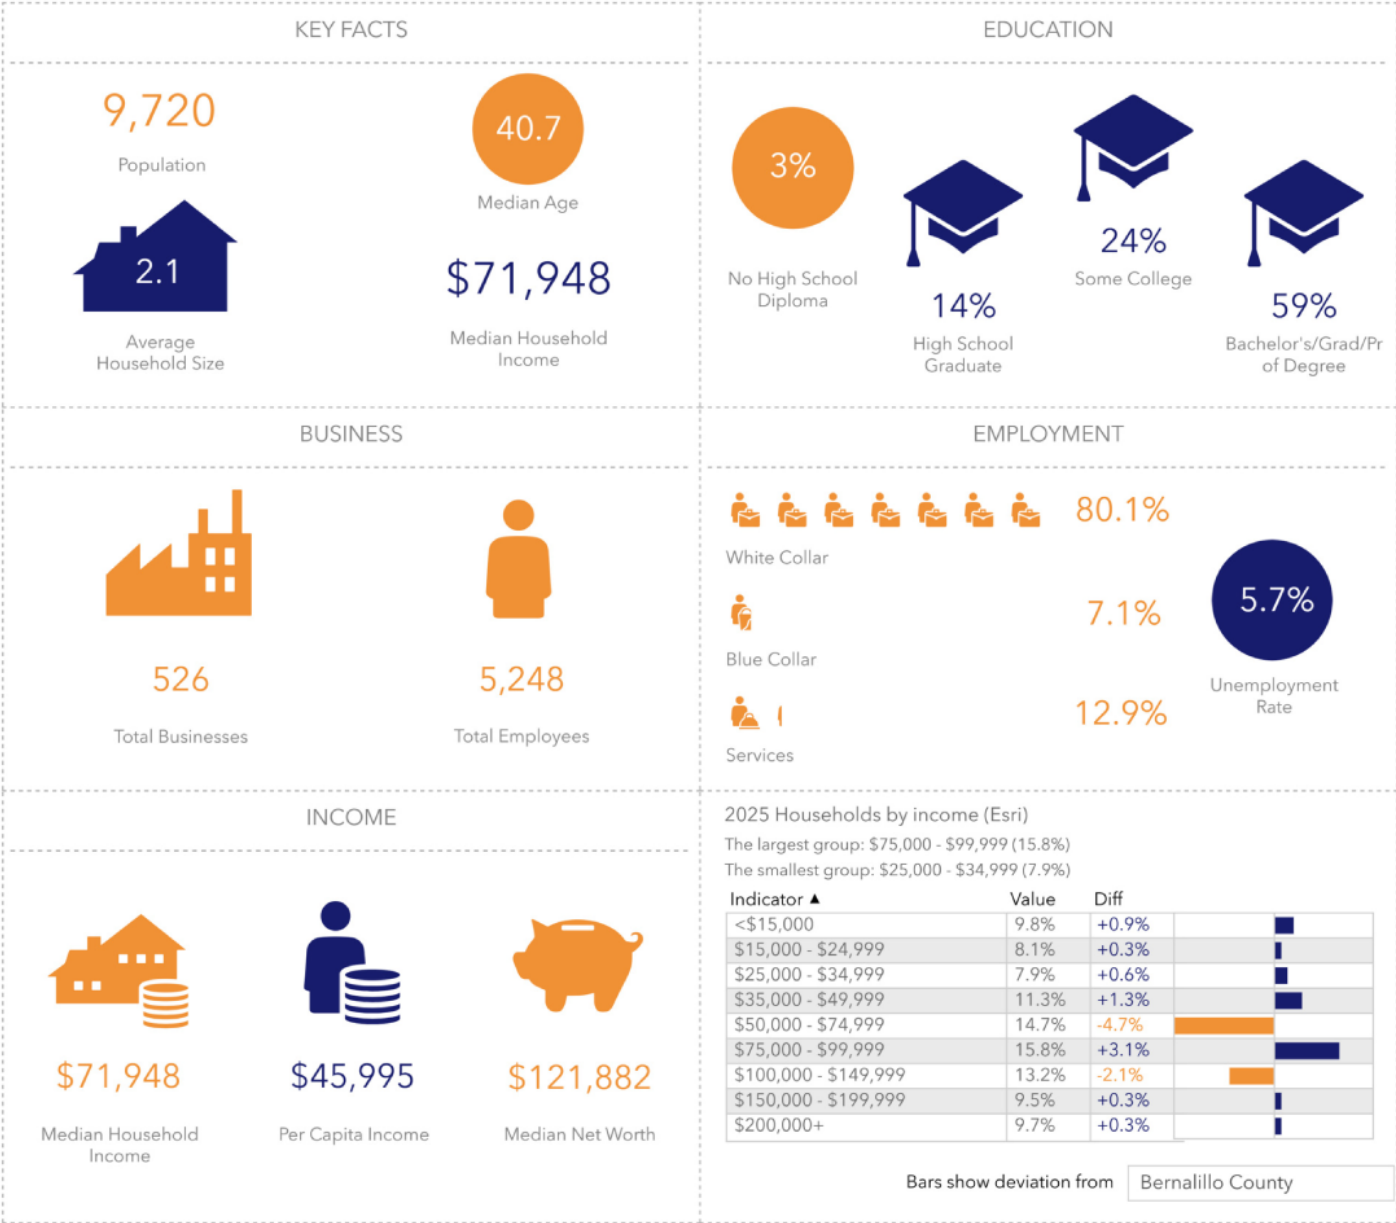 KEY FACTS
9,720
Population
40.7
Median Age
2.1
Average
Household Size
$71,948
Median Household
Income
EDUCATION
3%
No High School
Diploma
14%
High School
Graduate
24%
Some College
59%
Bachelor's/Grad/Pr
of Degree
BUSINESS
526
Total Businesses
5,248
Total Employees
EMPLOYMENT
80.1%
White Collar
7.1%
Blue Collar
12.9%
Services
5.7%
Unemployment
Rate
INCOME
$71,948
Median Household
Income
$45,995
Per Capita Income
$121,882
Median Net Worth
2025 Households by income (Esri)
The largest group: $75,000 - $99,999 (15.8%)
The smallest group: $25,000 - $34,999 (7.9%)
Indicator ▲ Value Diff
<$15,000 9.8% +0.9%
$15,000 - $24,999 8.1% +0.3%
$25,000 - $34,999 7.9% +0.6%
$35,000 - $49,999 11.3% +1.3%
$50,000 - $74,999 14.7% -4.7%
$75,000 - $99,999 15.8% +3.1%
$100,000 - $149,999 13.2% -2.1%
$150,000 - $199,999 9.5% +0.3%
$200,000+ 9.7% +0.3%
Bars show deviation from Bernalillo County